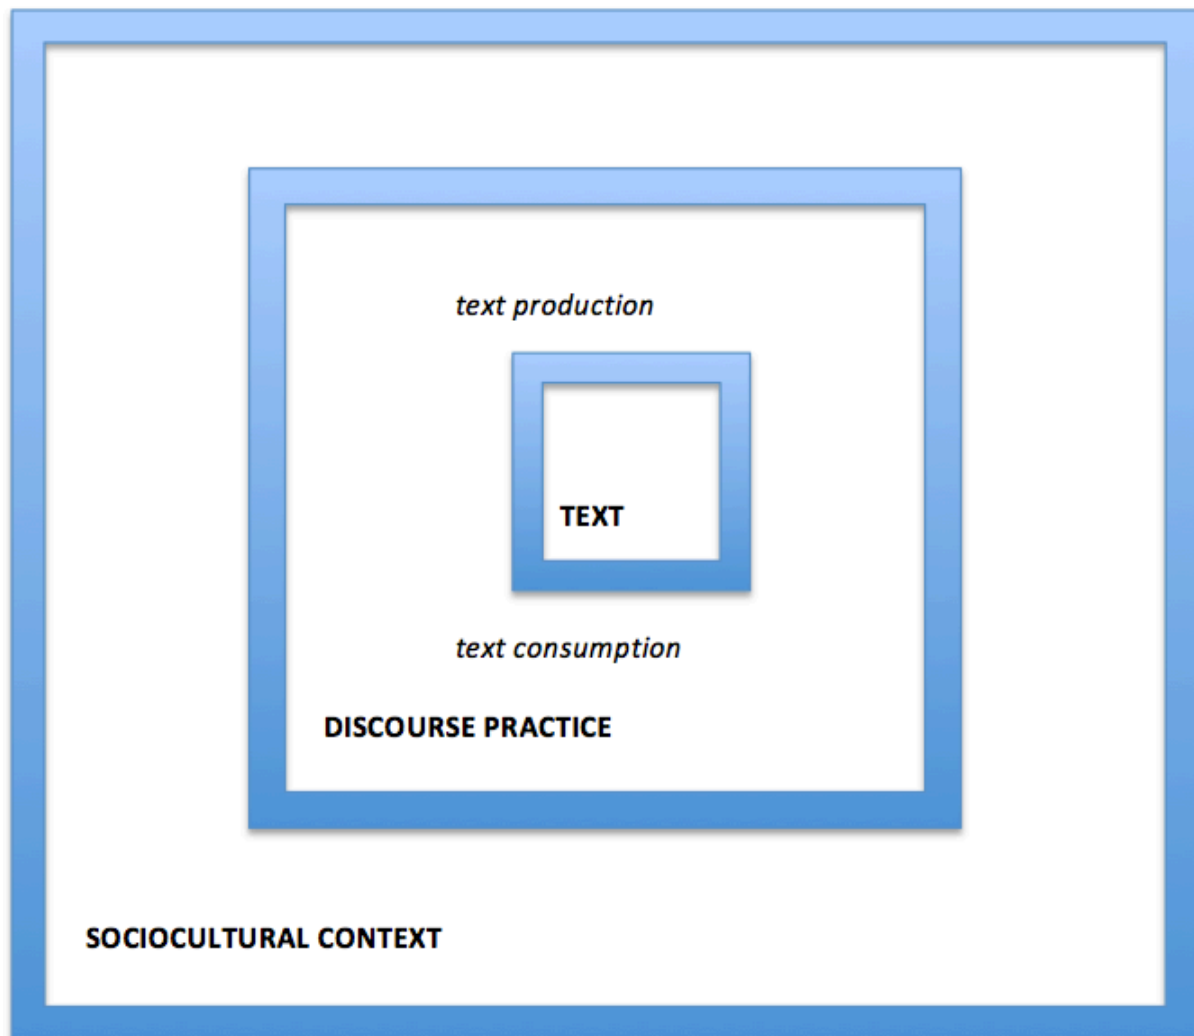 text production
TEXT
text consumption
DISCOURSE PRACTICE
SOCIOCULTURAL CONTEXT